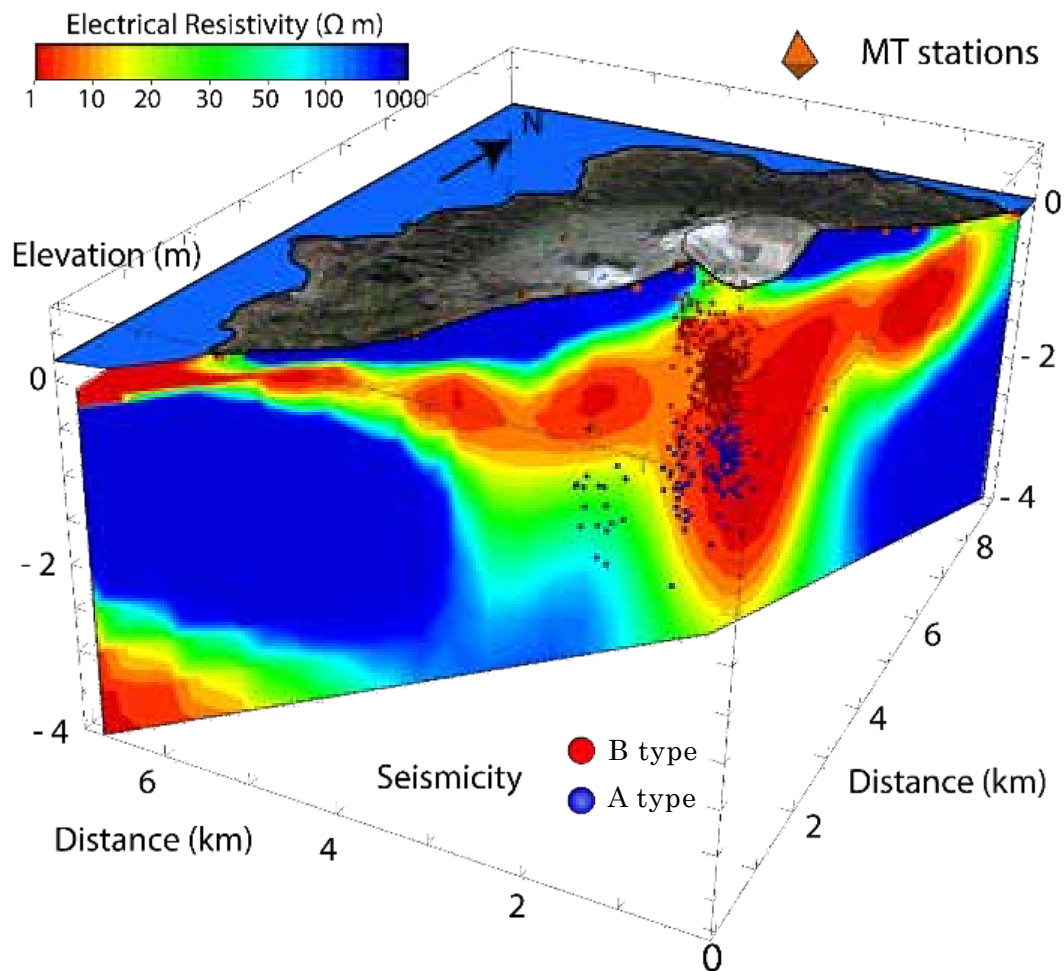 Electrical Resistivity (Ω m)
1 10 20 30 50 100 1000
MT stations
N
Elevation (m)
0
0
- 2
- 4
- 2
- 4
8
6
4
2
6
4
2
0
Seismicity
B type
A type
Distance (km)
Distance (km)